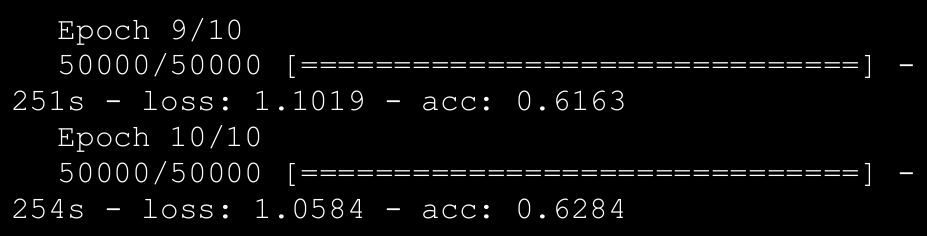 Epoch 9/10
50000/50000 [==============================] -
251s - loss: 1.1019 - acc: 0.6163
Epoch 10/10
50000/50000 [==============================] -
254s - loss: 1.0584 - acc: 0.6284